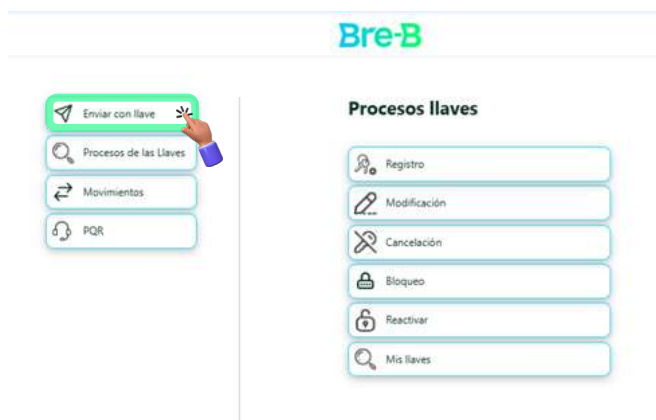 Bre-B
Enviar con llave
Procesos de las Llaves
Movimientos
PQR
Procesos llaves
Registro
Modificación
Cancelación
Bloqueo
Reactivar
Mis llaves